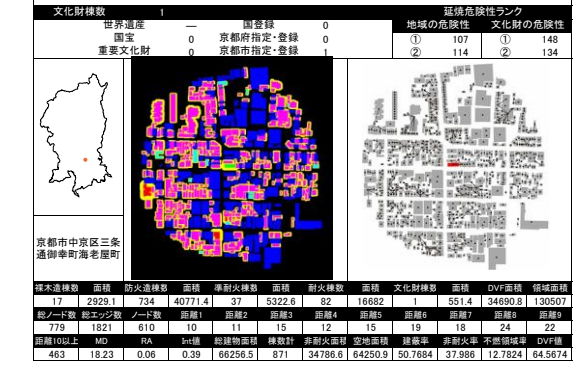 文化財棟数 1 延焼危険性ランク
世界遺産 — 国登録 0 地域の危険性 文化財の危険性
国宝 0 京都府指定・登録 0 ① 107 ① 148
重要文化財 0 京都市指定・登録 1 ② 114 ② 134
京都市中京区三条
通御幸町海老屋町
裸木造棟数 面積 防火造棟数 面積 準耐火棟数 面積 耐火棟数 面積 文化財棟数 面積 DVF面積 領域面積
17 2929.1 734 40771.4 37 5322.6 82 16682 1 551.4 34690.8 130507
総ノード数 総エッジ数 ノード数 距離1 距離2 距離3 距離4 距離5 距離6 距離7 距離8 距離9
779 1821 610 10 11 15 12 15 19 18 24 22
距離10以上 MD RA Int値 総建物面積 棟数計 非耐火面積 空地面積 建蔽率 非耐火率 不燃領域率 DVF値
463 18.23 0.06 0.39 66256.5 871 34786.6 64250.9 50.7684 37.986 12.7824 64.5674